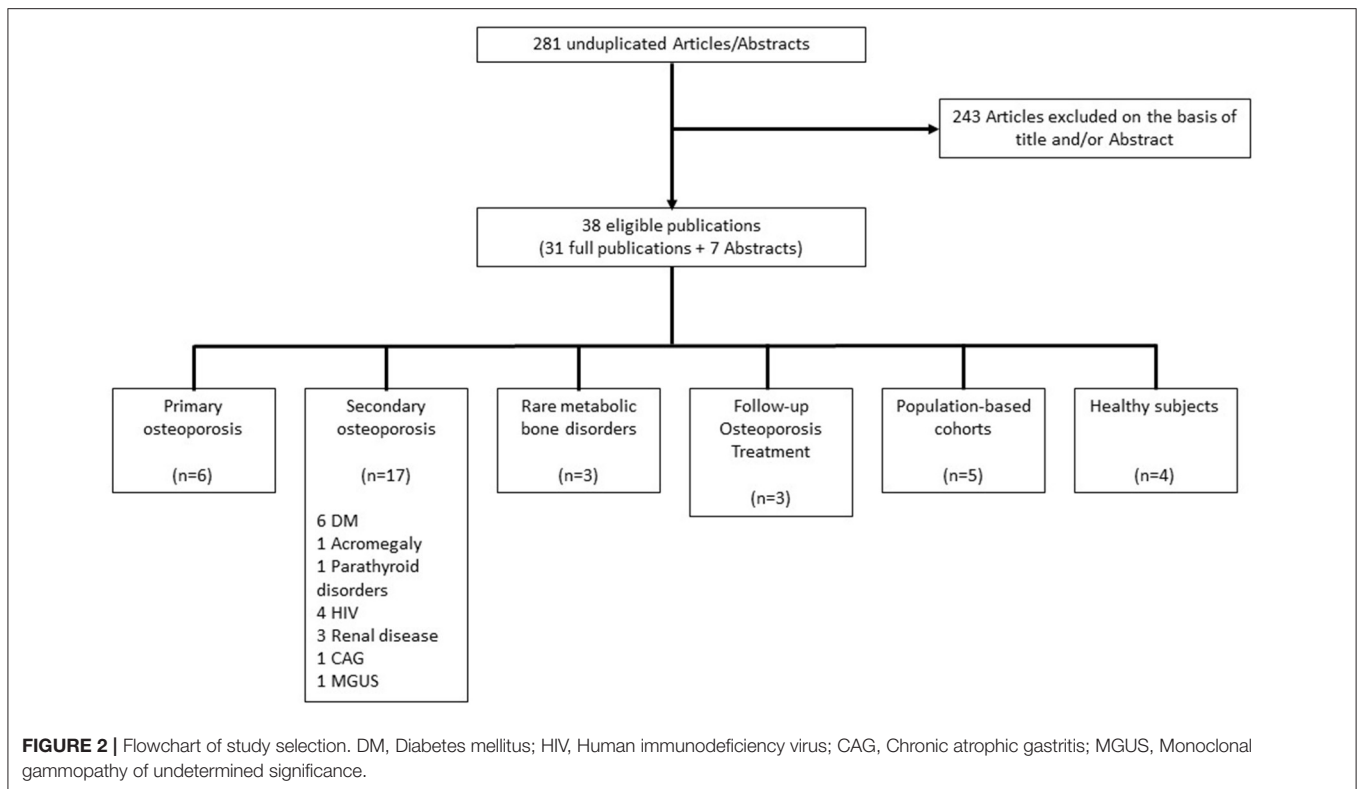 281 unduplicated Articles/Abstracts
243 Articles excluded on the basis of
title and/or Abstract
38 eligible publications
(31 full publications + 7 Abstracts)
Primary
osteoporosis
(n=6)
Secondary
osteoporosis
(n=17)
6 DM
1 Acromegaly
1 Parathyroid
disorders
4 HIV
3 Renal disease
1 CAG
1 MGUS
Rare metabolic
bone disorders
(n=3)
Follow-up
Osteoporosis
Treatment
(n=3)
Population-based
cohorts
(n=5)
Healthy subjects
(n=4)
FIGURE 2 | Flowchart of study selection. DM, Diabetes mellitus; HIV, Human immunodeficiency virus; CAG, Chronic atrophic gastritis; MGUS, Monoclonal
gammopathy of undetermined significance.